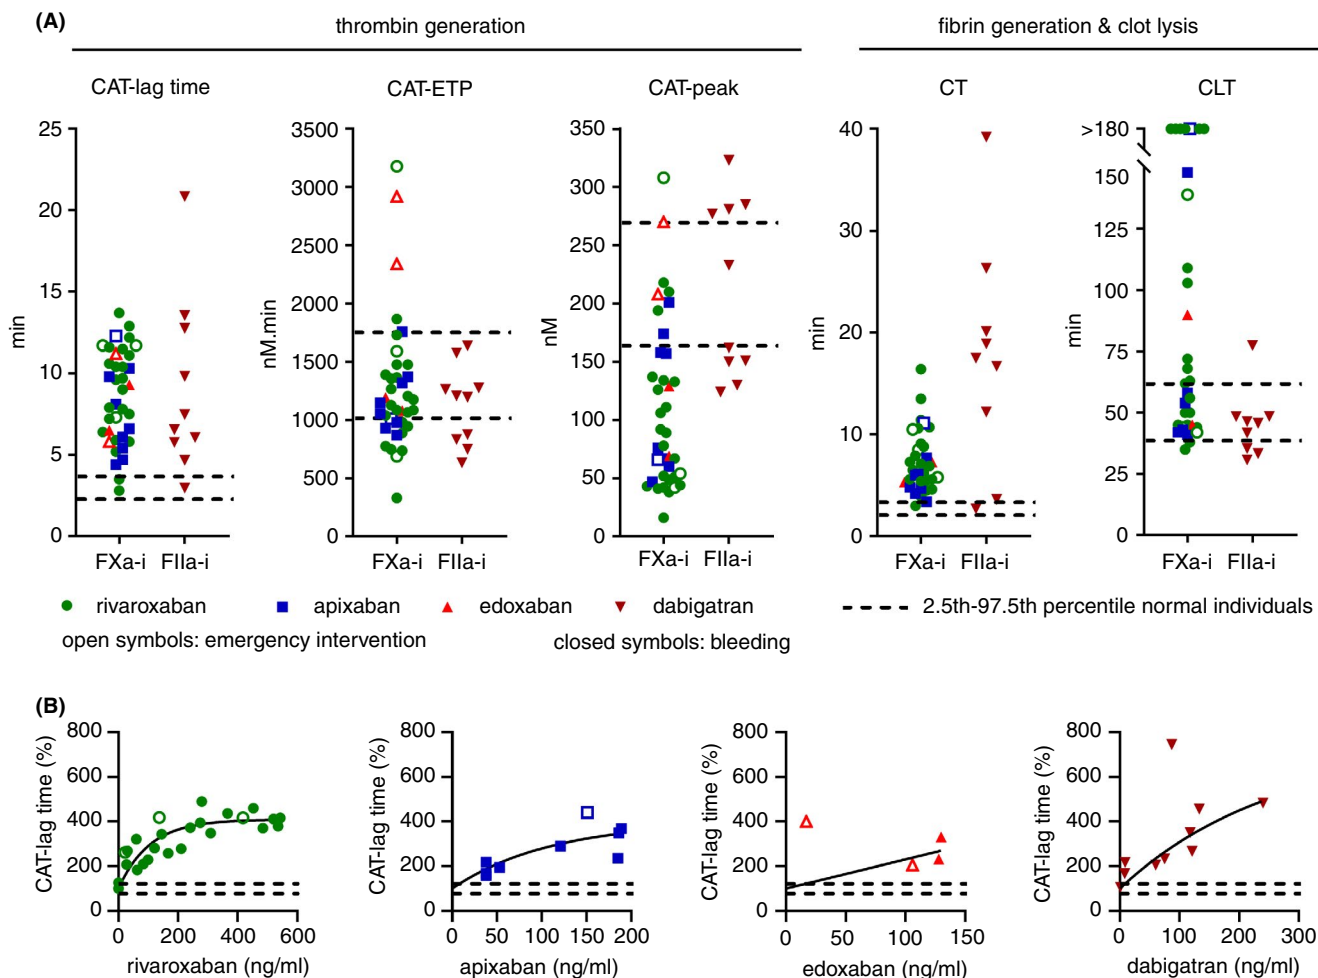 (A)
thrombin generation
fibrin generation & clot lysis
CAT-lag time
CAT-ETP
CAT-peak
CT
CLT
25
20
15
10
5
0
min
FXa-i FIIa-i
3500
3000
2500
2000
1500
1000
500
0
nM.min
FXa-i FIIa-i
350
300
250
200
150
100
50
0
nM
FXa-i FIIa-i
40
30
20
10
0
min
FXa-i FIIa-i
>180
150
125
100
75
50
25
0
min
FXa-i FIIa-i
rivaroxaban apixaban edoxaban dabigatran 2.5th-97.5th percentile normal individuals
open symbols: emergency intervention closed symbols: bleeding
(B)
800
600
400
200
0
CAT-lag time (%)
0 200 400 600
rivaroxaban (ng/ml)
800
600
400
200
0
CAT-lag time (%)
0 50 100 150 200
apixaban (ng/ml)
800
600
400
200
0
CAT-lag time (%)
0 50 100 150
edoxaban (ng/ml)
800
600
400
200
0
CAT-lag time (%)
0 100 200 300
dabigatran (ng/ml)